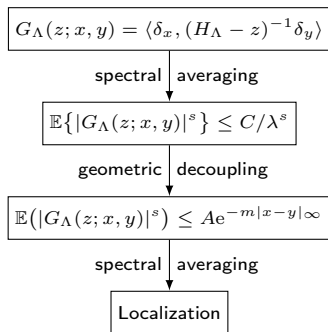 G_Λ(z; x, y) = ⟨δ_x, (H_Λ − z)^{−1}δ_y⟩
spectral averaging
𝔼{|G_Λ(z; x, y)|^s} ≤ C/λ^s
geometric decoupling
𝔼(|G_Λ(z; x, y)|^s) ≤ Ae^{−m|x−y|_∞}
spectral averaging
Localization